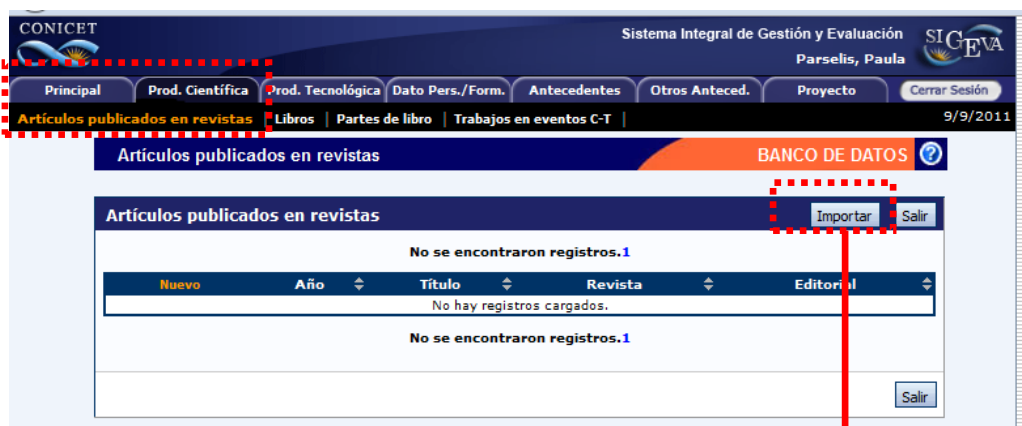 CONICET
Sistema Integral de Gestión y Evaluación
SIGEVA
Parselis, Paula
Principal Prod. Científica Prod. Tecnológica Dato Pers./Form. Antecedentes Otros Anteced. Proyecto Cerrar Sesión
Artículos publicados en revistas | Libros | Partes de libro | Trabajos en eventos C-T | 9/9/2011
Artículos publicados en revistas BANCO DE DATOS ?
Artículos publicados en revistas Importar Salir
No se encontraron registros.1
Nuevo Año Título Revista Editorial
No hay registros cargados.
No se encontraron registros.1
Salir